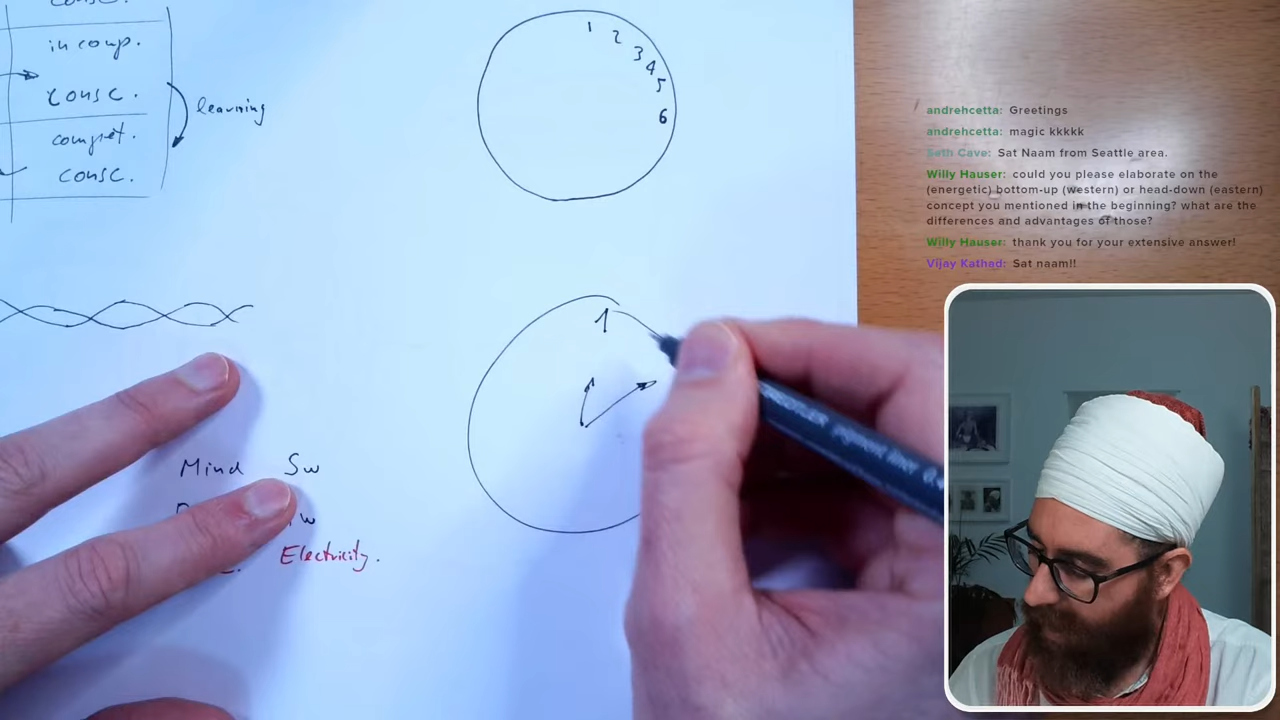 incomp.
consc.
learning
compet.
consc.
1
2
3
4
5
6
1
Mind Sw
Electricity.
andrehcetta: Greetings
andrehcetta: magic kkkkk
Seth Cave: Sat Naam from Seattle area.
Willy Hauser: could you please elaborate on the
(energetic) bottom-up (western) or head-down (eastern)
concept you mentioned in the beginning? what are the
differences and advantages of those?
Willy Hauser: thank you for your extensive answer!
Vijay Kathad: Sat naam!!